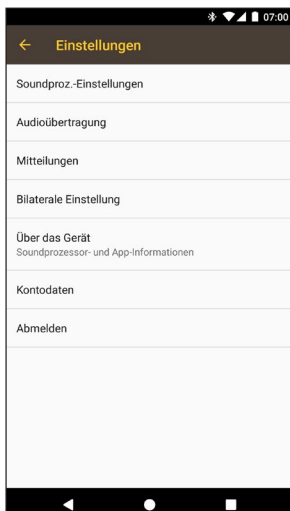 07:00
Einstellungen
Soundproz.-Einstellungen
Audioübertragung
Mitteilungen
Bilaterale Einstellung
Über das Gerät
Soundprozessor- und App-Informationen
Kontodaten
Abmelden